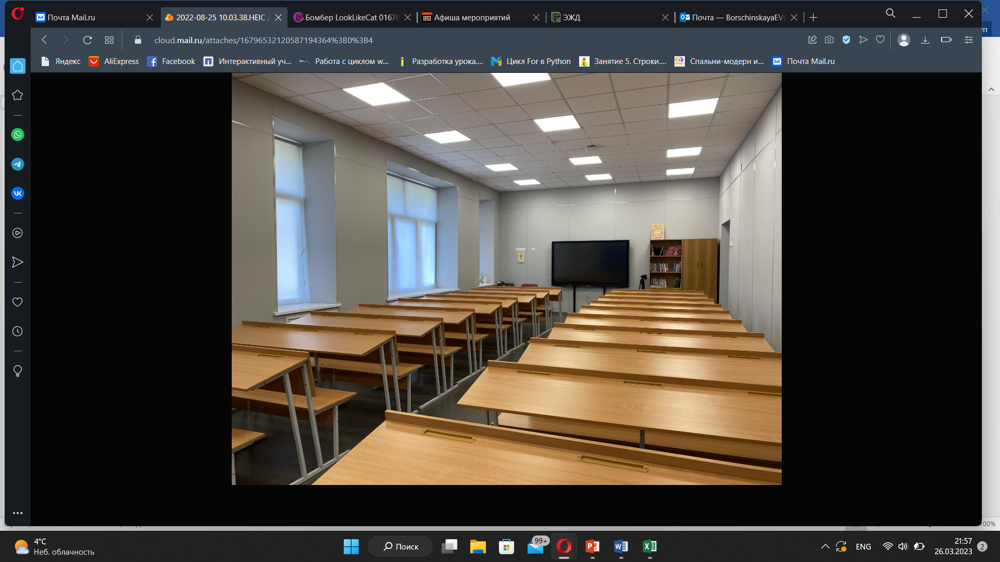 Почта Mail.ru
2022-08-25 10.03.38.HEIC /
Бомбер LookLikeCat 01670
Афиша мероприятий
ЭЖД
Почта — BorschinskayaEV
cloud.mail.ru/attaches/16796532120587194364%3B0%3B4
Яндекс
AliExpress
Facebook
Интерактивный уч...
Работа с циклом w...
Разработка урока....
Цикл For в Python
Занятие 5. Строки....
Спальни-модерн и...
Почта Mail.ru
100%
4°C
Неб. облачность
Поиск
99+
ENG
21:57
26.03.2023
2